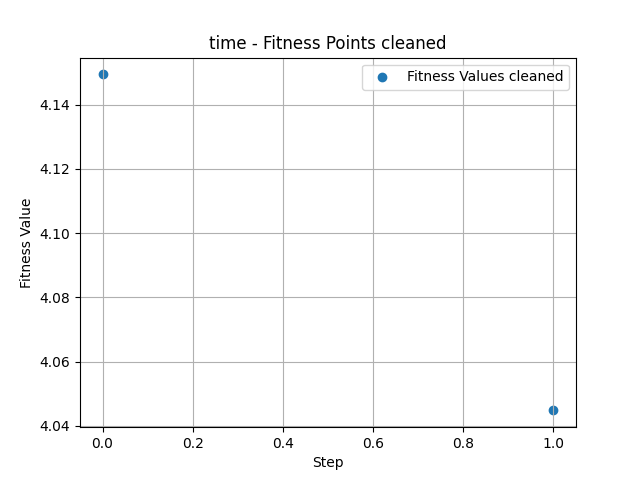 time - Fitness Points cleaned
Fitness Values cleaned
4.14
4.12
4.10
4.08
4.06
4.04
Fitness Value
0.0 0.2 0.4 0.6 0.8 1.0
Step